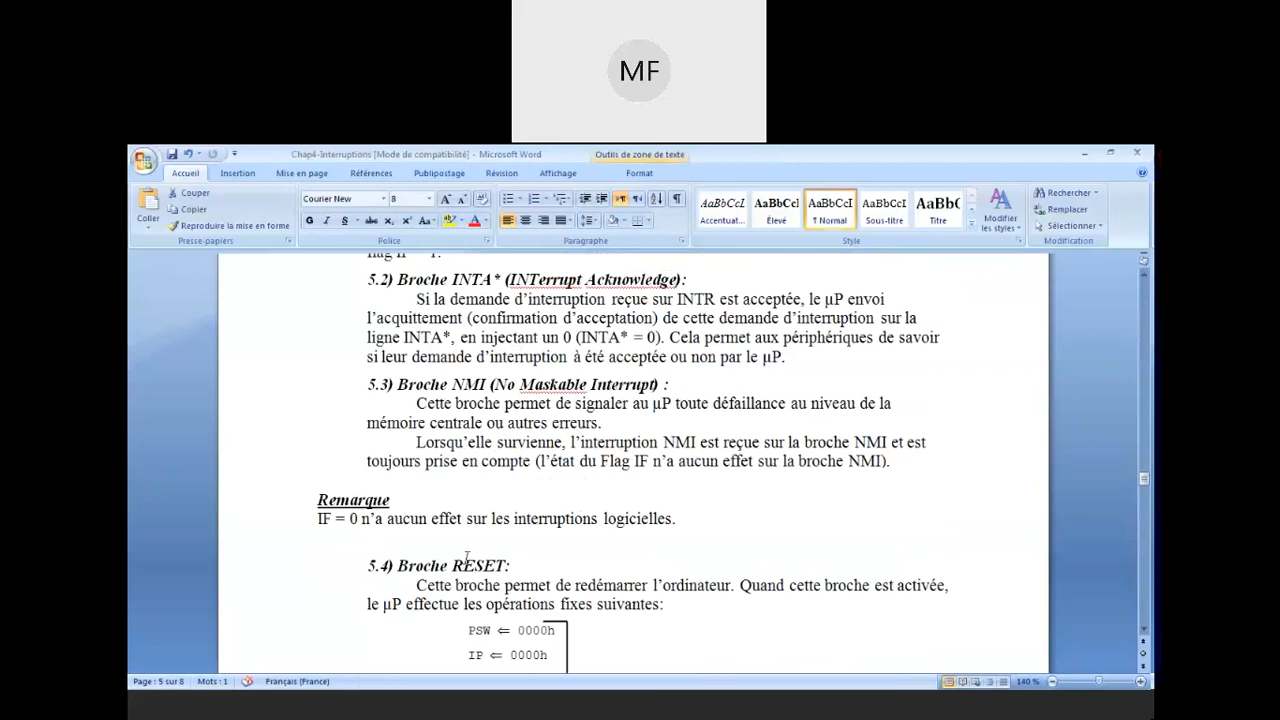 MF
Chap4-Interruptions [Mode de compatibilité] - Microsoft Word
Outils de zone de texte
Accueil Insertion Mise en page Références Publipostage Révision Affichage Format
Coller
Couper
Copier
Reproduire la mise en forme
Presse-papiers
Courier New 8
Police
Paragraphe
AaBbCcI AaBbCcI AaBbCcI AaBbCcI AaBb(
Accentuat... Élevé ¶ Normal Sous-titre Titre
Modifier les styles
Style
Rechercher
Remplacer
Sélectionner
Modification
5.2) Broche INTA* (INTerrupt Acknowledge):
Si la demande d’interruption reçue sur INTR est acceptée, le µP envoi
l’acquittement (confirmation d’acceptation) de cette demande d’interruption sur la
ligne INTA*, en injectant un 0 (INTA* = 0). Cela permet aux périphériques de savoir
si leur demande d’interruption à été acceptée ou non par le µP.
5.3) Broche NMI (No Maskable Interrupt) :
Cette broche permet de signaler au µP toute défaillance au niveau de la
mémoire centrale ou autres erreurs.
Lorsqu’elle survienne, l’interruption NMI est reçue sur la broche NMI et est
toujours prise en compte (l’état du Flag IF n’a aucun effet sur la broche NMI).
Remarque
IF = 0 n’a aucun effet sur les interruptions logicielles.
5.4) Broche RESET:
Cette broche permet de redémarrer l’ordinateur. Quand cette broche est activée,
le µP effectue les opérations fixes suivantes:
PSW ⇐ 0000h
IP ⇐ 0000h
Page : 5 sur 8 Mots : 1 Français (France) 140 %